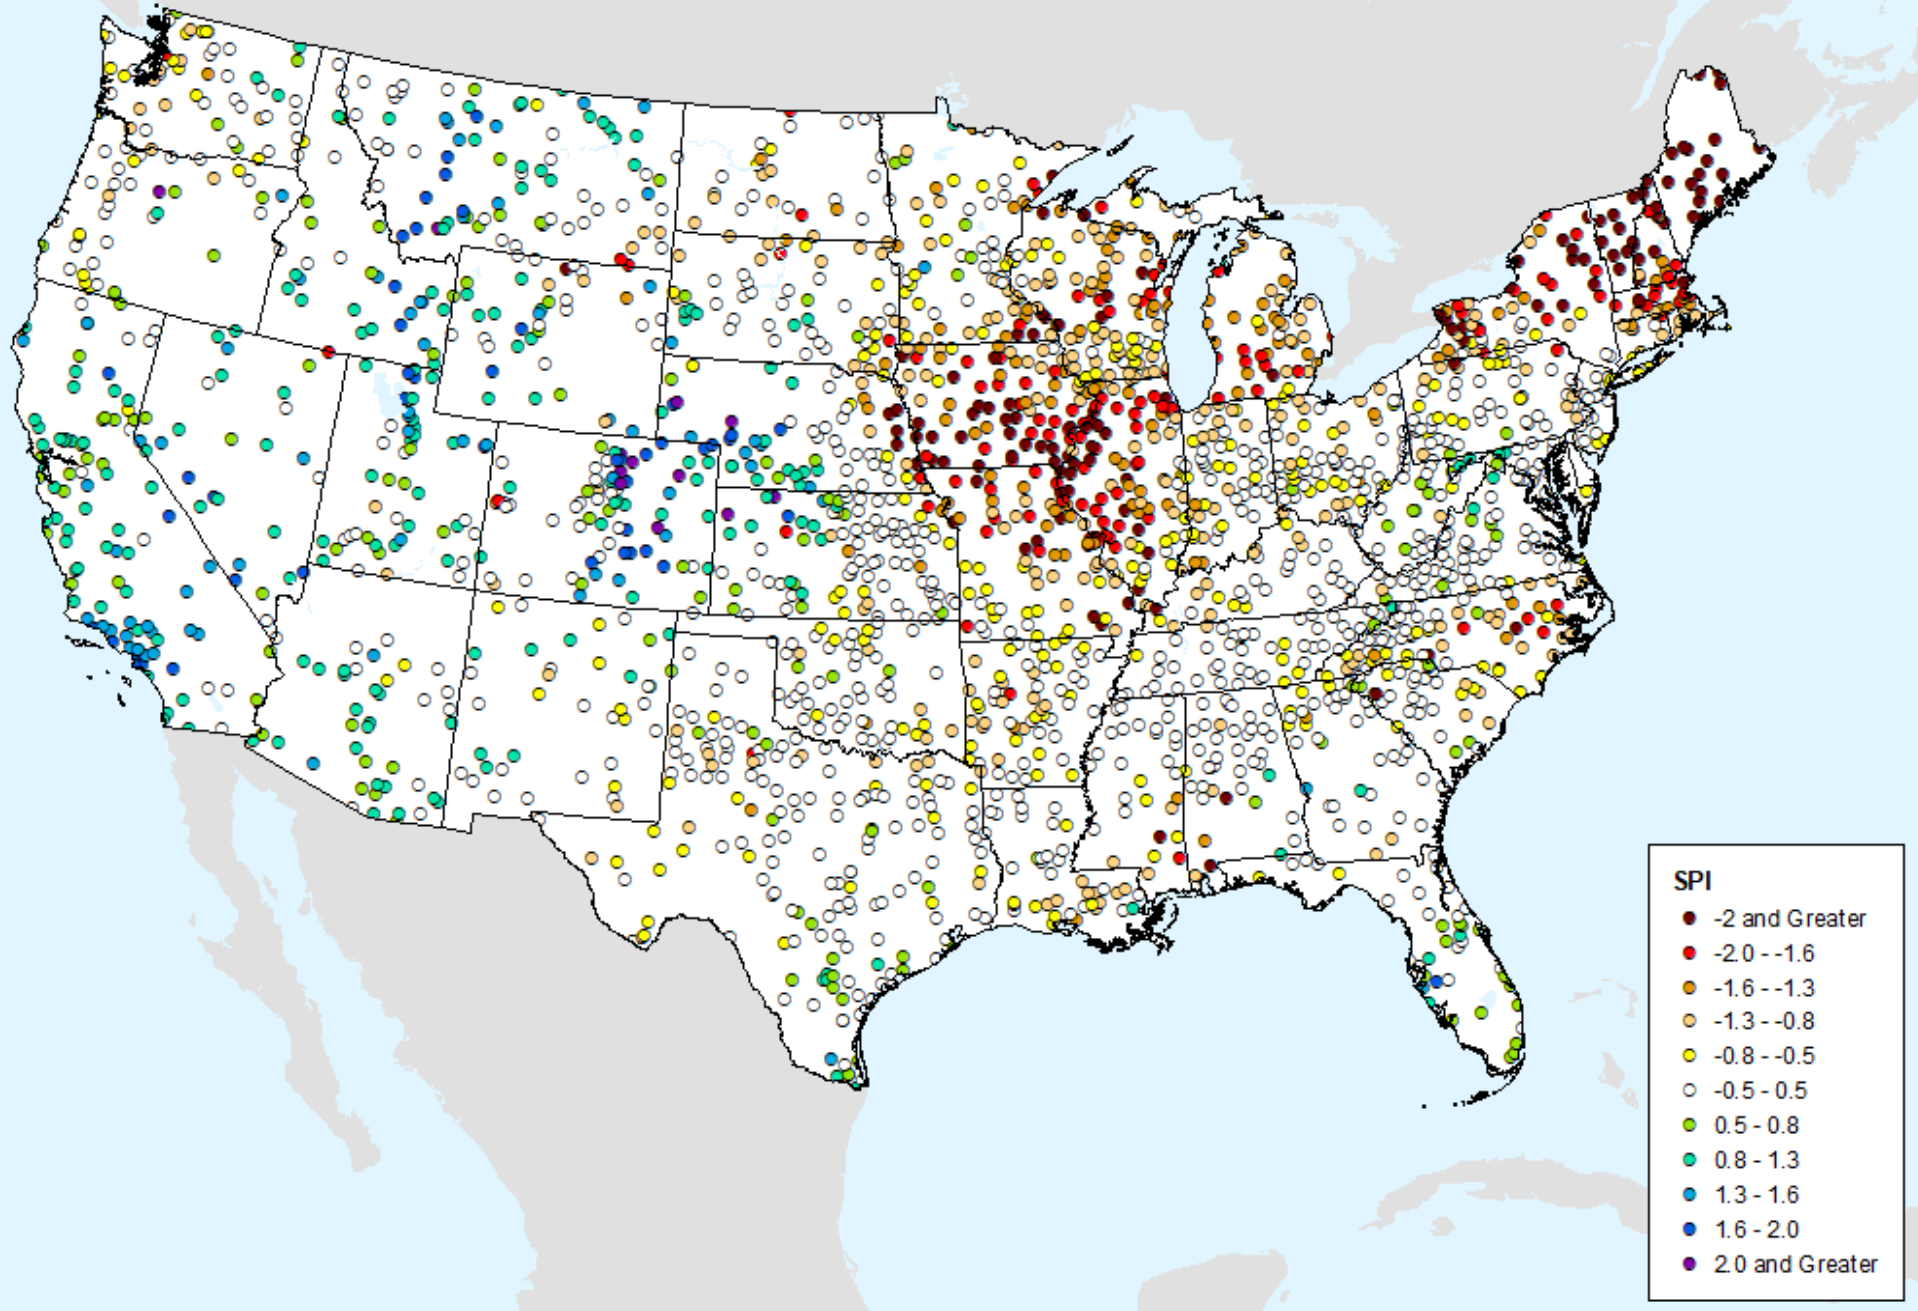 SPI
-2 and Greater
-2.0 - -1.6
-1.6 - -1.3
-1.3 - -0.8
-0.8 - -0.5
-0.5 - 0.5
0.5 - 0.8
0.8 - 1.3
1.3 - 1.6
1.6 - 2.0
2.0 and Greater